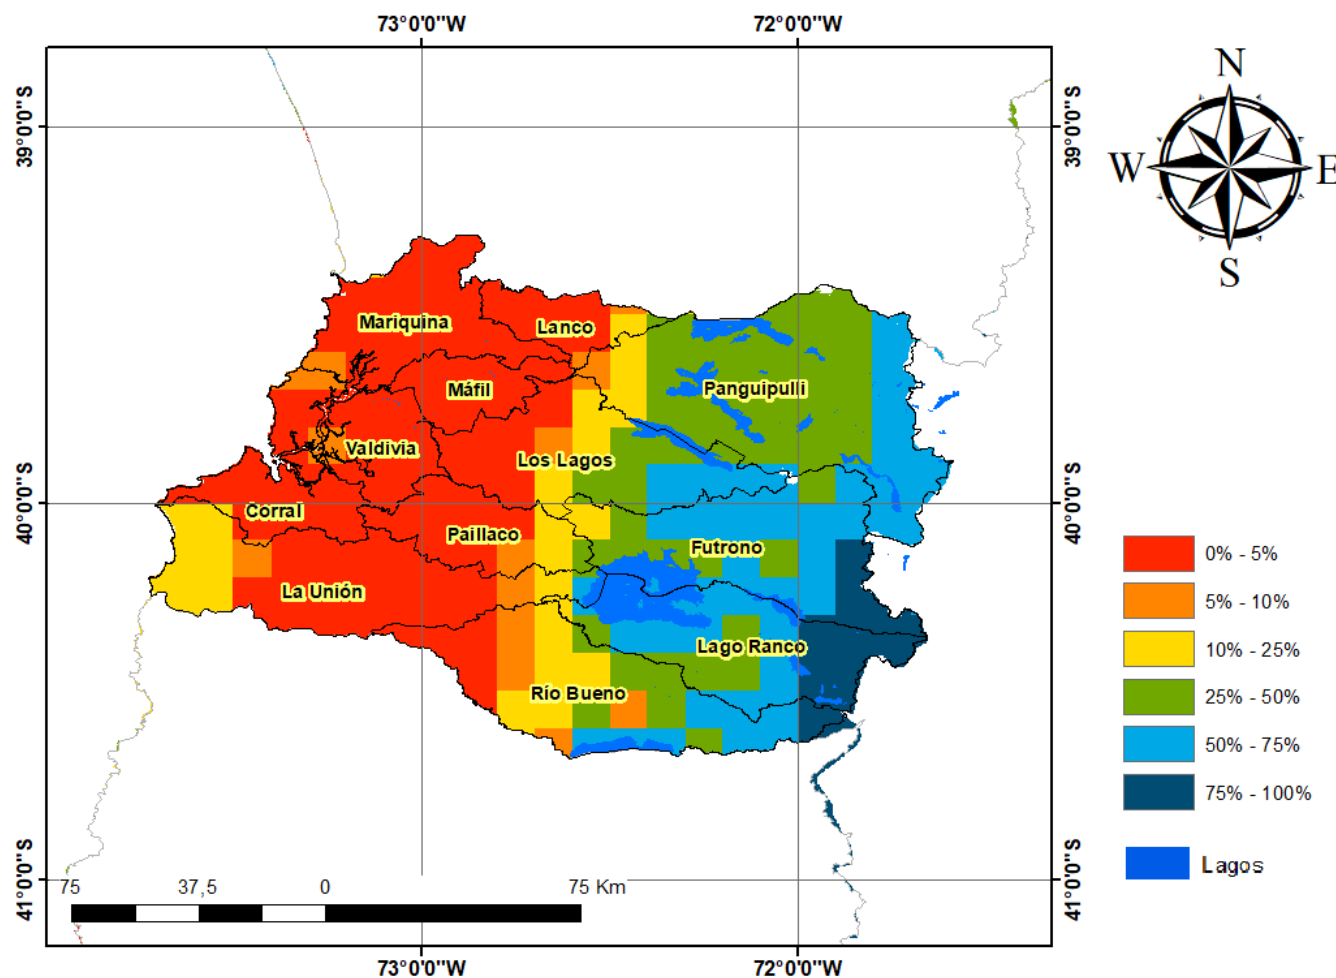 73°0'0"W 72°0'0"W
N
W E
S
39°0'0"S 39°0'0"S
Mariquina
Lanco
Máfil
Panguipulli
Valdivia
Los Lagos
40°0'0"S 40°0'0"S
Corral
Paillaco
Futrono
La Unión
Lago Ranco
Río Bueno
0% - 5%
5% - 10%
10% - 25%
25% - 50%
50% - 75%
75% - 100%
Lagos
41°0'0"S 41°0'0"S
75 37,5 0 75 Km
73°0'0"W 72°0'0"W